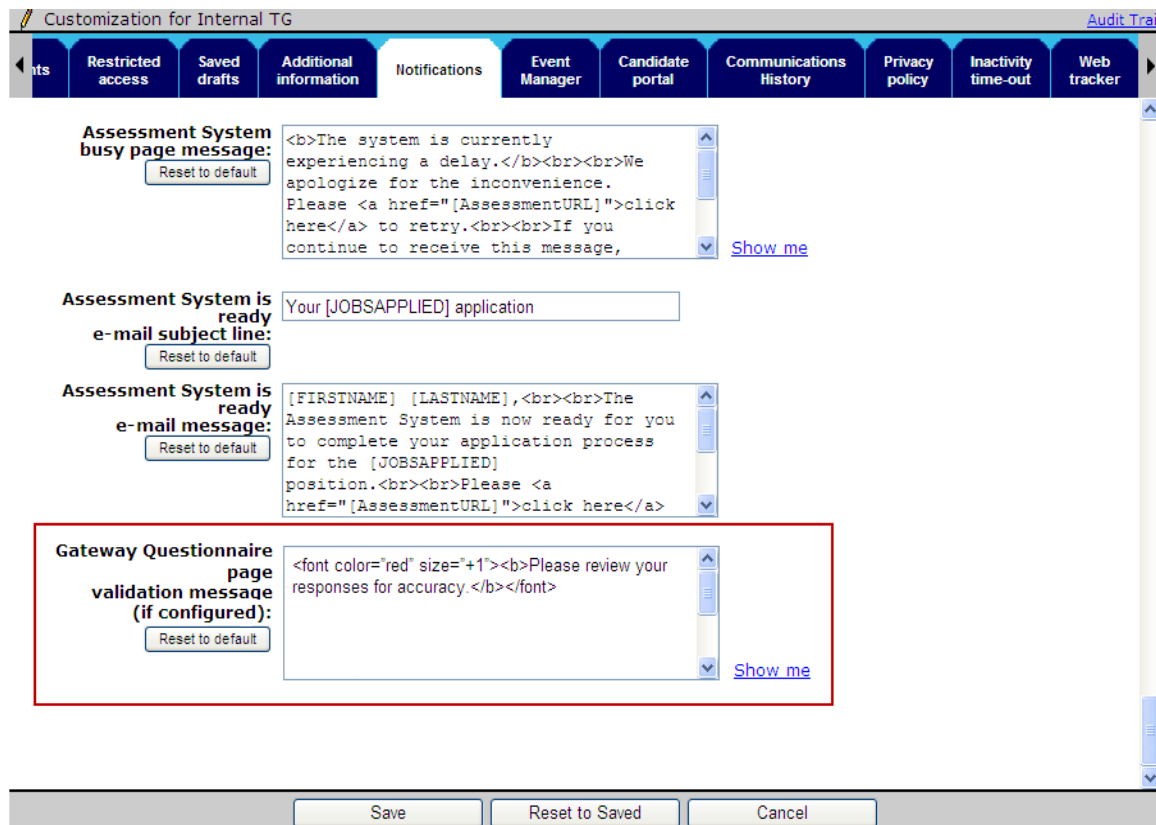 Customization for Internal TG
Audit Trai
nts
Restricted access
Saved drafts
Additional information
Notifications
Event Manager
Candidate portal
Communications History
Privacy policy
Inactivity time-out
Web tracker
Assessment System
busy page message:
Reset to default
<b>The system is currently
experiencing a delay.</b><br><br>We
apologize for the inconvenience.
Please <a href="[AssessmentURL]">click
here</a> to retry.<br><br>If you
continue to receive this message,
Show me
Assessment System is
ready
e-mail subject line:
Reset to default
Your [JOBSAPPLIED] application
Assessment System is
ready
e-mail message:
Reset to default
[FIRSTNAME] [LASTNAME],<br><br>The
Assessment System is now ready for you
to complete your application process
for the [JOBSAPPLIED]
position.<br><br>Please <a
href="[AssessmentURL]">click here</a>
Gateway Questionnaire
page
validation message
(if configured):
Reset to default
<font color="red" size="+1"><b>Please review your
responses for accuracy.</b></font>
Show me
Save
Reset to Saved
Cancel